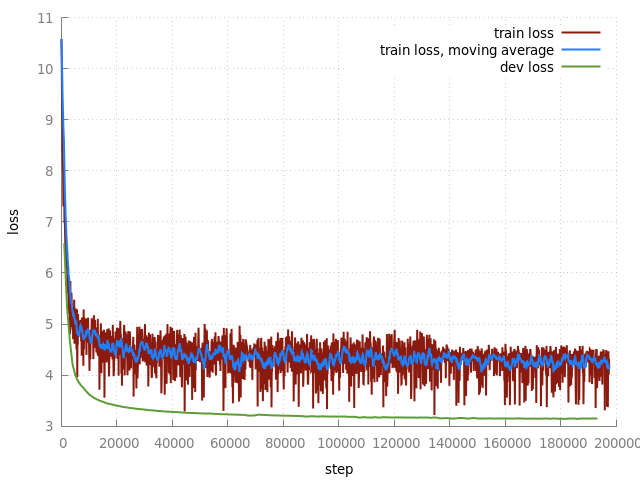 11
10
9
8
7
6
5
4
3
loss
train loss
train loss, moving average
dev loss
0 20000 40000 60000 80000 100000 120000 140000 160000 180000 200000
step